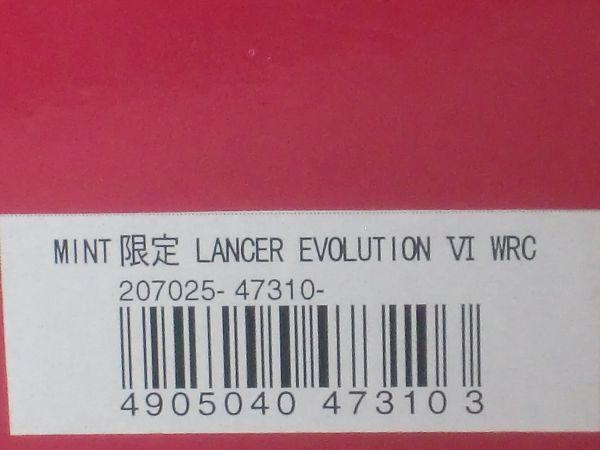 MINT限定 LANCER EVOLUTION Ⅵ WRC
207025- 47310-
4905040 473103